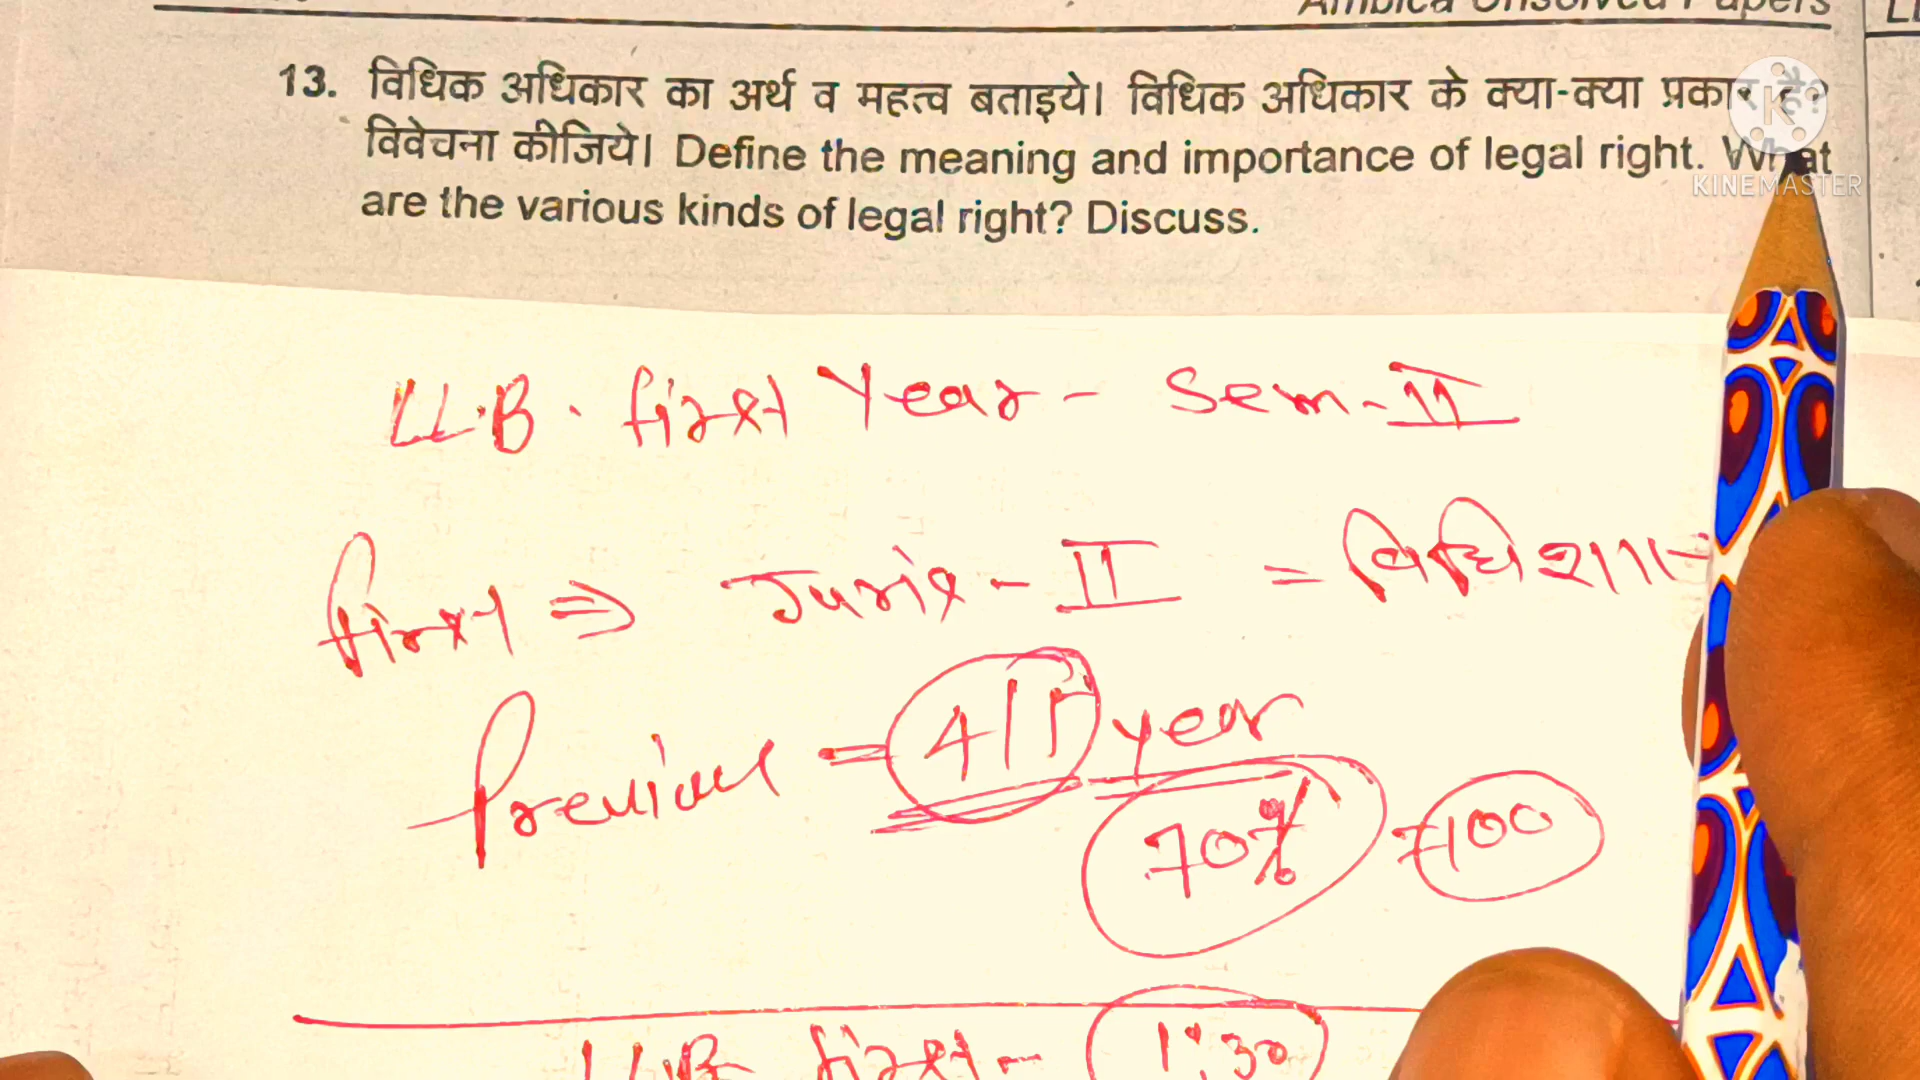 Ambica Unsolved Papers
13. विधिक अधिकार का अर्थ व महत्व बताइये। विधिक अधिकार के क्या-क्या प्रकार है?
विवेचना कीजिये। Define the meaning and importance of legal right. What
are the various kinds of legal right? Discuss.
KINEMASTER
LL.B. first Year - Sem-II
first ⇒ Juris - II = विधिशा
Previous = year
70% 100
LLB first - 1:30